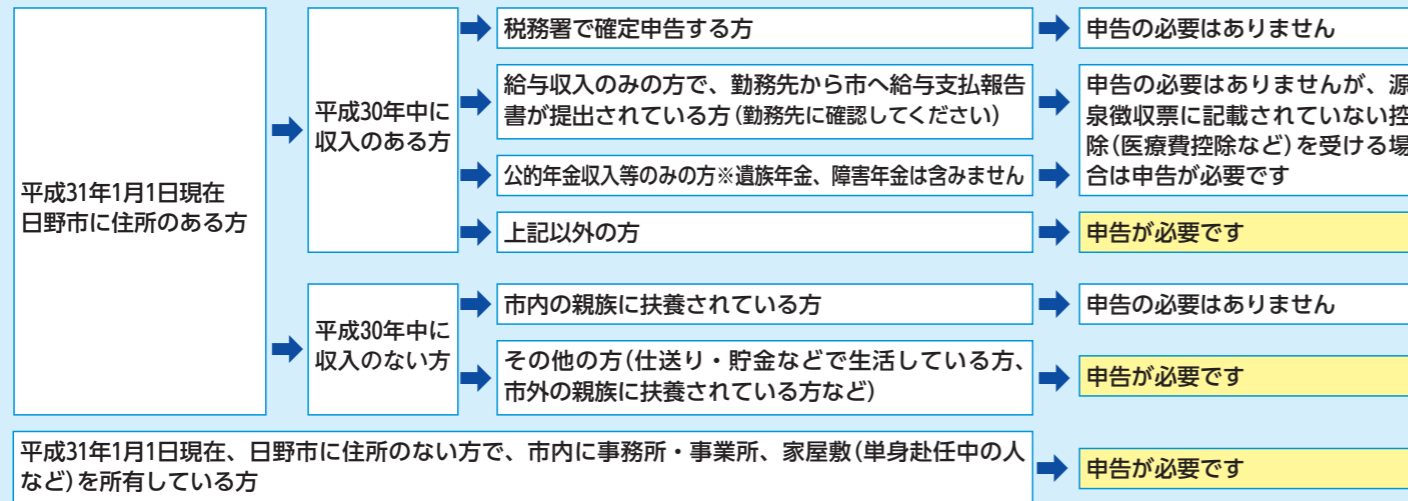 平成31年1月1日現在
日野市に住所のある方
平成30年中に
収入のある方
税務署で確定申告する方
申告の必要はありません
給与収入のみの方で、勤務先から市へ給与支払報告
書が提出されている方(勤務先に確認してください)
公的年金収入等のみの方※遺族年金、障害年金は含みません
申告の必要はありませんが、源
泉徴収票に記載されていない控
除(医療費控除など)を受ける場
合は申告が必要です
上記以外の方
申告が必要です
平成30年中に
収入のない方
市内の親族に扶養されている方
申告の必要はありません
その他の方(仕送り・貯金などで生活している方、
市外の親族に扶養されている方など)
申告が必要です
平成31年1月1日現在、日野市に住所のない方で、市内に事務所・事業所、家屋敷(単身赴任中の人
など)を所有している方
申告が必要です